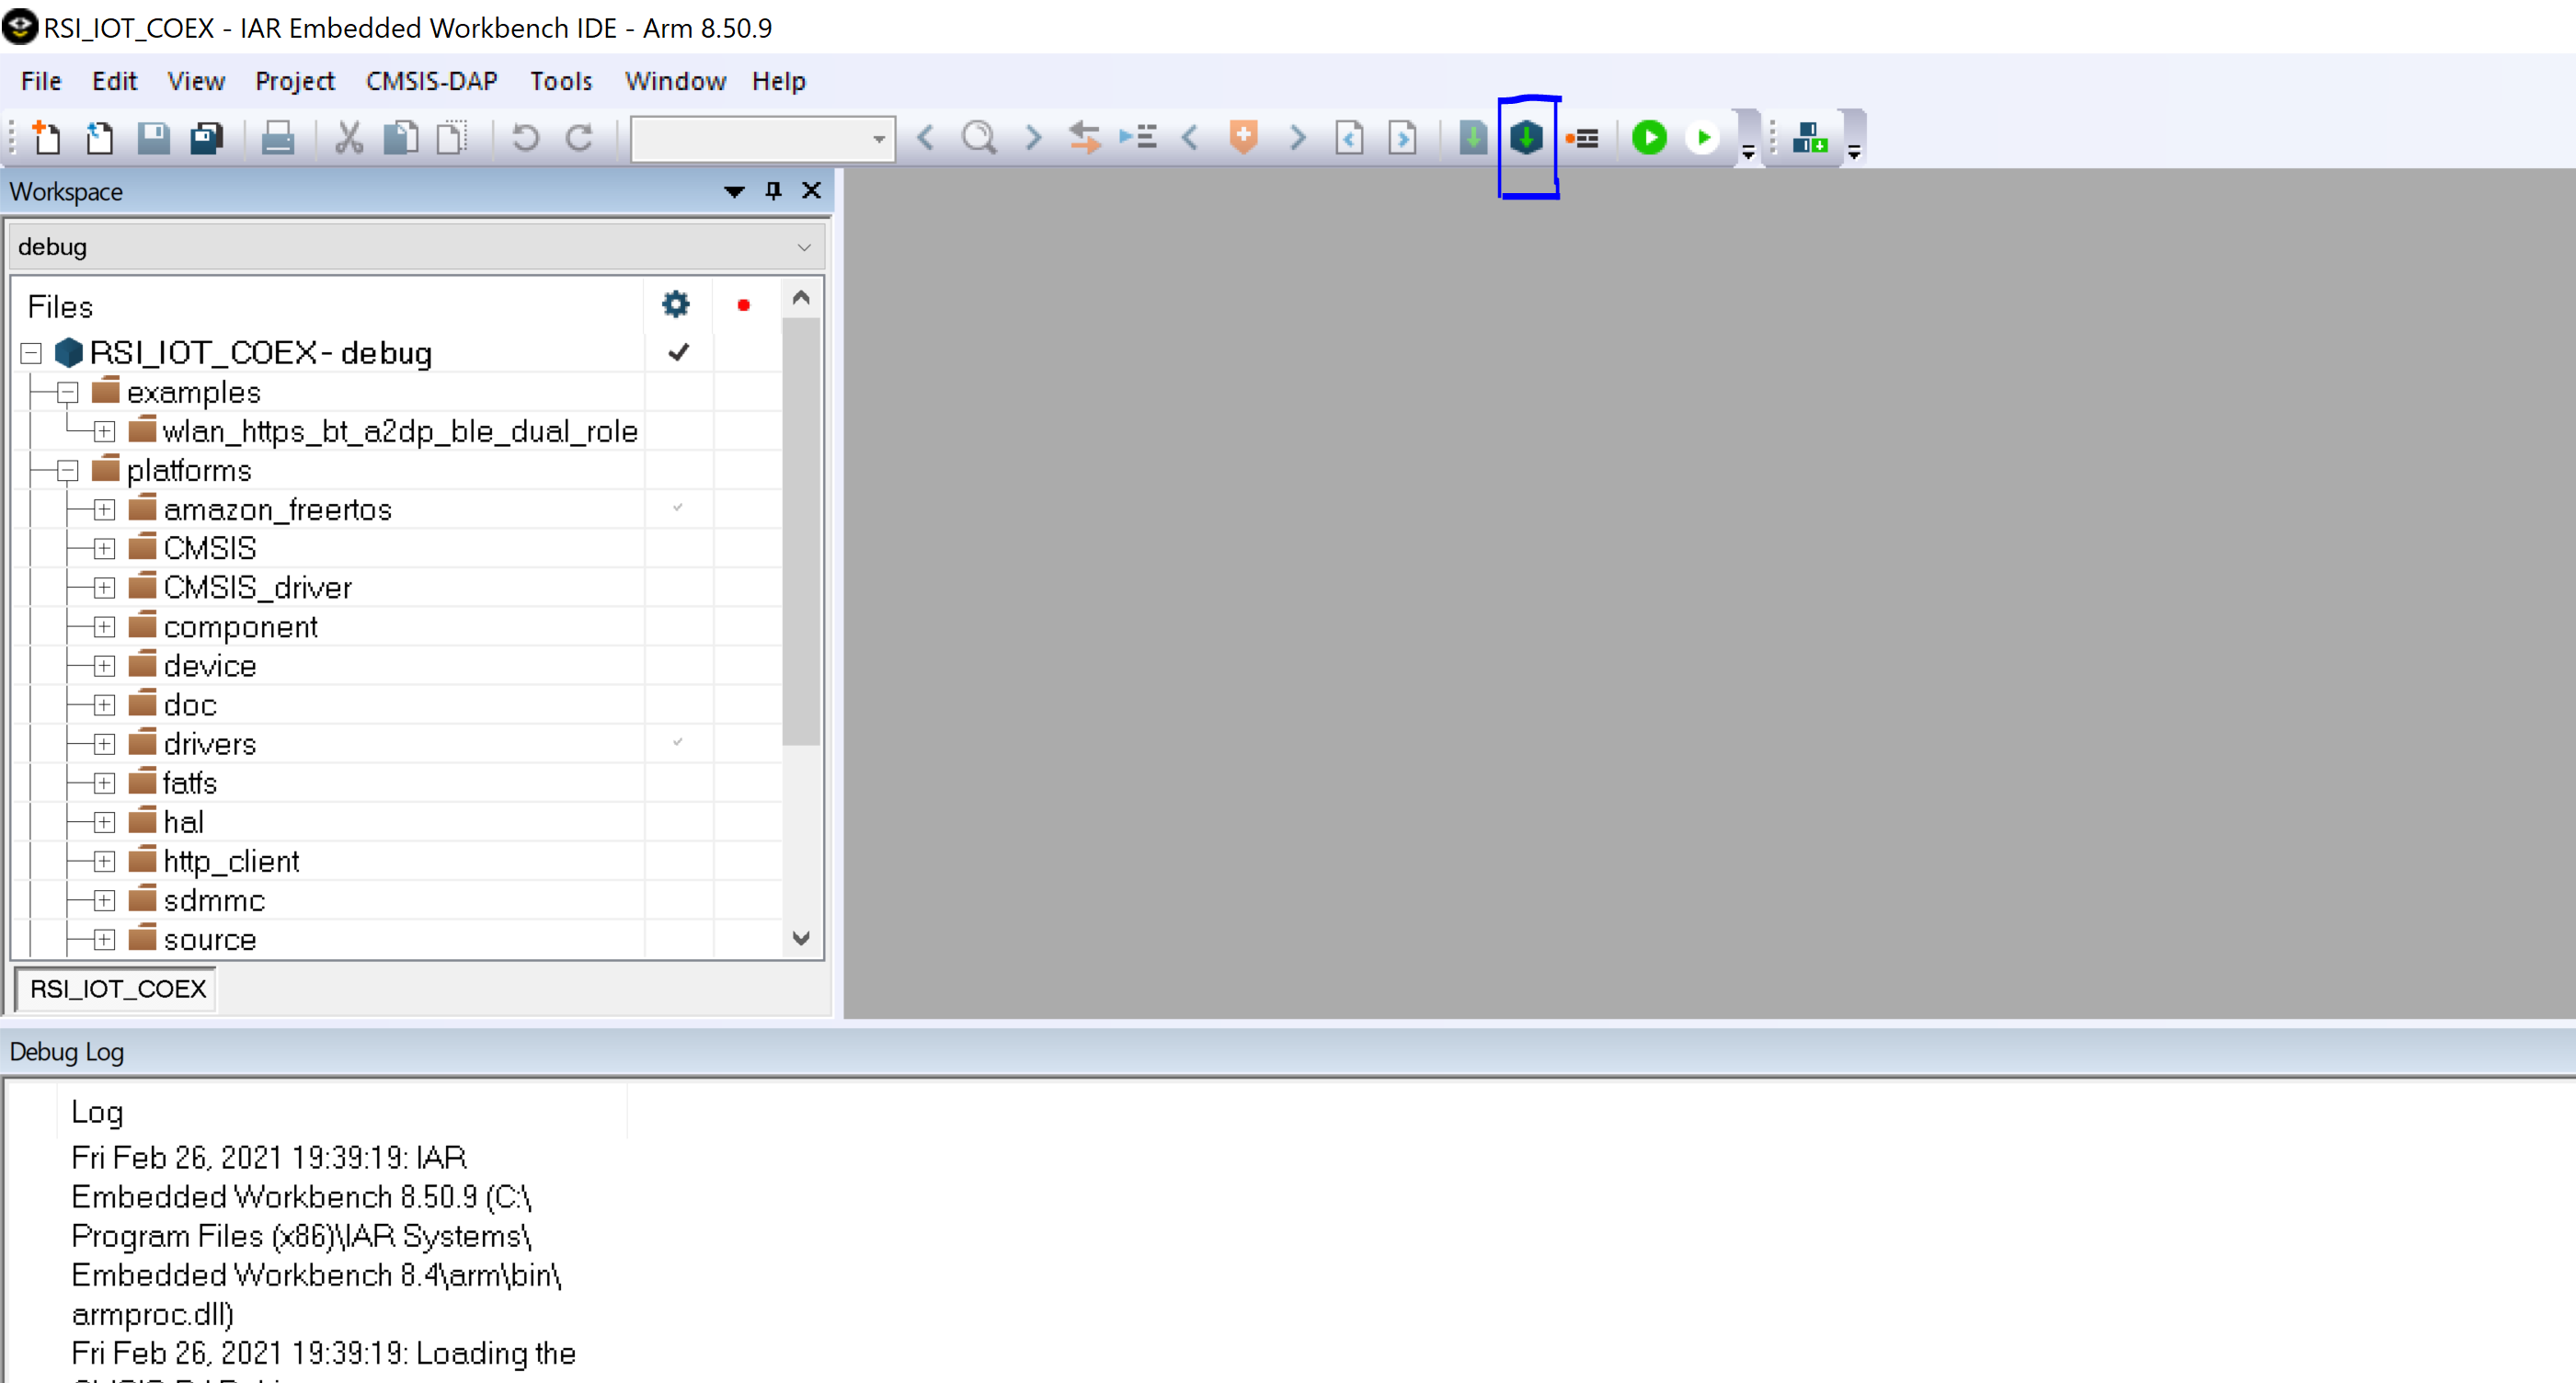 RSI_IOT_COEX - IAR Embedded Workbench IDE - Arm 8.50.9
File Edit View Project CMSIS-DAP Tools Window Help
Workspace
debug
Files
RSI_IOT_COEX - debug
examples
wlan_https_bt_a2dp_ble_dual_role
platforms
amazon_freertos
CMSIS
CMSIS_driver
component
device
doc
drivers
fatfs
hal
http_client
sdmmc
source
RSI_IOT_COEX
Debug Log
Log
Fri Feb 26, 2021 19:39:19: IAR
Embedded Workbench 8.50.9 (C:\
Program Files (x86)\IAR Systems\
Embedded Workbench 8.4\arm\bin\
armproc.dll)
Fri Feb 26, 2021 19:39:19: Loading the